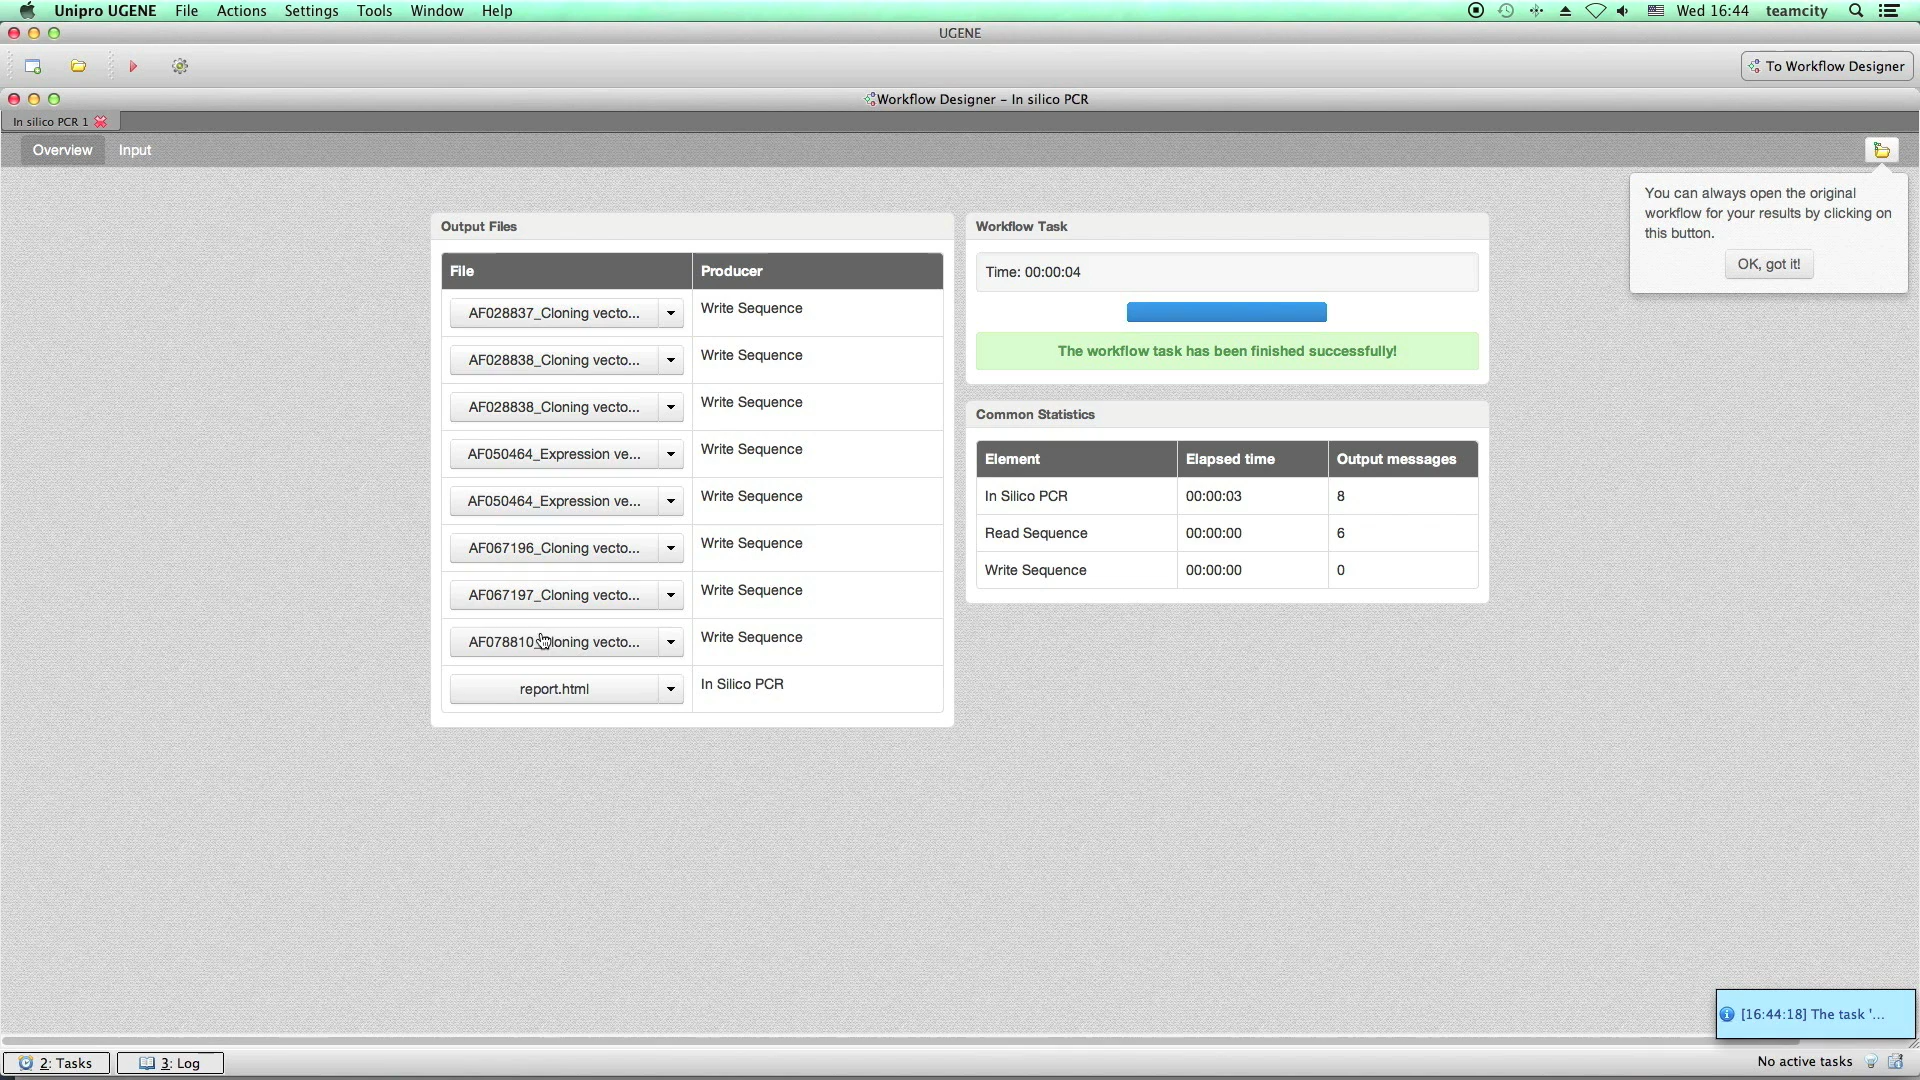 Unipro UGENE File Actions Settings Tools Window Help Wed 16:44 teamcity
UGENE
To Workflow Designer
Workflow Designer - In silico PCR
In silico PCR 1
Overview Input
You can always open the original
workflow for your results by clicking on
this button.
OK, got it!
Output Files
File Producer
AF028837_Cloning vecto... Write Sequence
AF028838_Cloning vecto... Write Sequence
AF028838_Cloning vecto... Write Sequence
AF050464_Expression ve... Write Sequence
AF050464_Expression ve... Write Sequence
AF067196_Cloning vecto... Write Sequence
AF067197_Cloning vecto... Write Sequence
AF078810_Cloning vecto... Write Sequence
report.html In Silico PCR
Workflow Task
Time: 00:00:04
The workflow task has been finished successfully!
Common Statistics
Element Elapsed time Output messages
In Silico PCR 00:00:03 8
Read Sequence 00:00:00 6
Write Sequence 00:00:00 0
[16:44:18] The task '...
2: Tasks 3: Log No active tasks